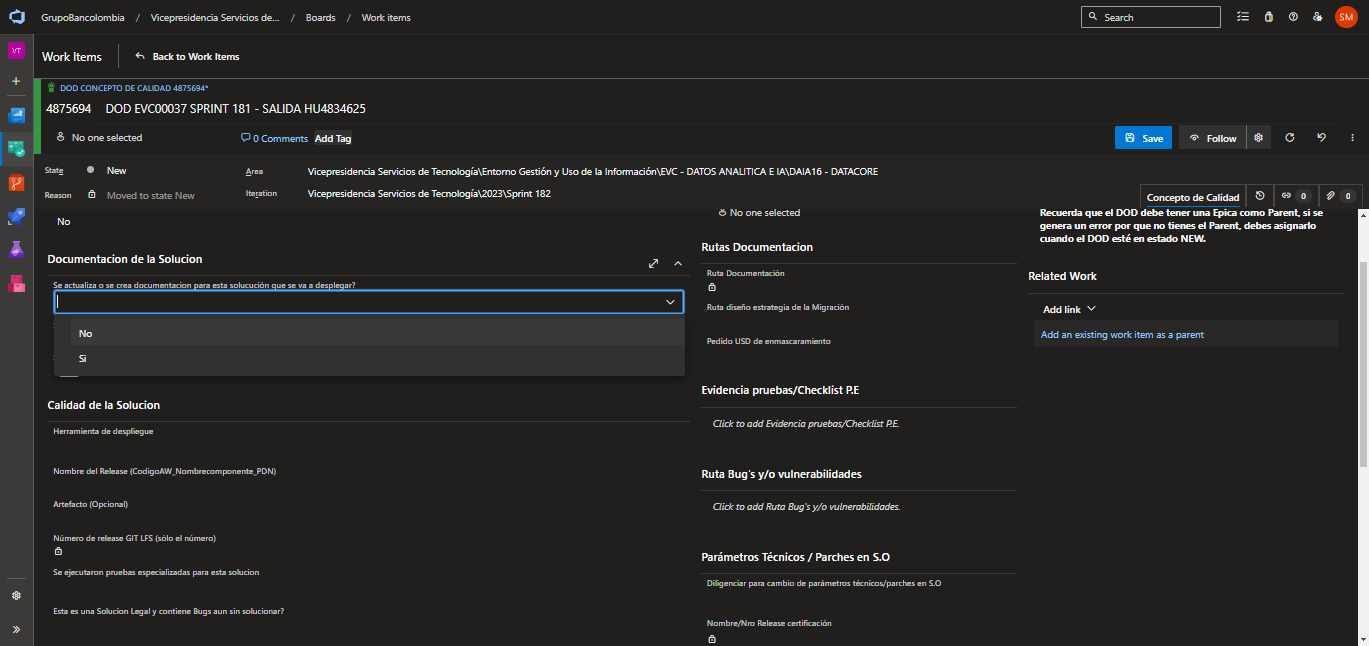 GrupoBancolombia / Vicepresidencia Servicios de... / Boards / Work items
Search
SM
VT
Work Items
Back to Work Items
DOD CONCEPTO DE CALIDAD 4875694*
4875694 DOD EVC00037 SPRINT 181 - SALIDA HU4834625
No one selected
0 Comments
Add Tag
Save
Follow
State
New
Area
Vicepresidencia Servicios de Tecnología\Entorno Gestión y Uso de la Información\EVC - DATOS ANALITICA E IA\DAIA16 - DATACORE
Reason
Moved to state New
Iteration
Vicepresidencia Servicios de Tecnología\2023\Sprint 182
Concepto de Calidad
0
0
No
Documentacion de la Solucion
Se actualiza o se crea documentacion para esta solucución que se va a desplegar?
No
Si
Calidad de la Solucion
Herramienta de despliegue
Nombre del Release (CodigoAW_Nombrecomponente_PDN)
Artefacto (Opcional)
Número de release GIT LFS (sólo el número)
Se ejecutaron pruebas especializadas para esta solucion
Esta es una Solucion Legal y contiene Bugs aun sin solucionar?
No one selected
Rutas Documentacion
Ruta Documentación
Ruta diseño estrategia de la Migración
Pedido USD de enmascaramiento
Evidencia pruebas/Checklist P.E
Click to add Evidencia pruebas/Checklist P.E.
Ruta Bug's y/o vulnerabilidades
Click to add Ruta Bug's y/o vulnerabilidades.
Parámetros Técnicos / Parches en S.O
Diligenciar para cambio de parámetros técnicos/parches en S.O
Nombre/Nro Release certificación
Recuerda que el DOD debe tener una Epica como Parent, si se
genera un error por que no tienes el Parent, debes asignarlo
cuando el DOD esté en estado NEW.
Related Work
Add link
Add an existing work item as a parent